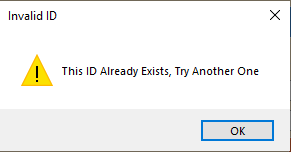 Invalid ID
This ID Already Exists, Try Another One
OK